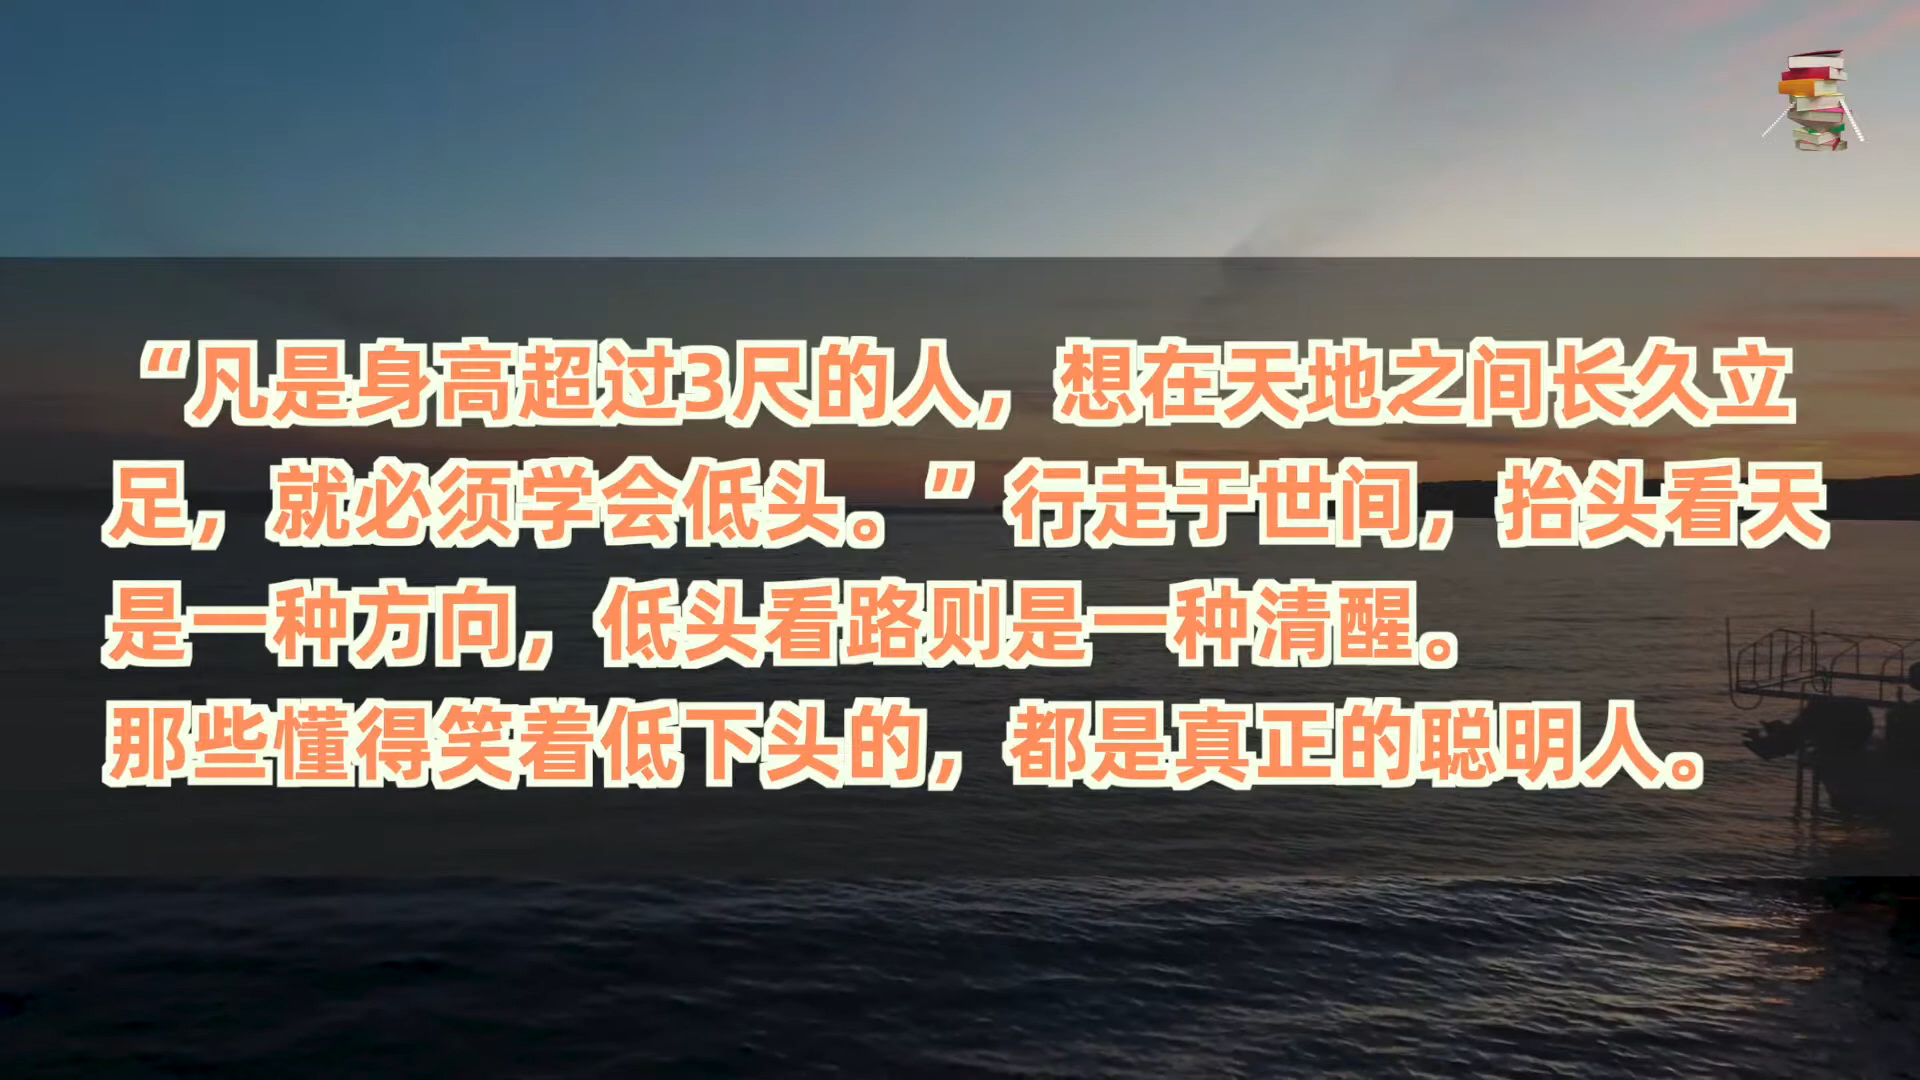 “凡是身高超过3尺的人，想在天地之间长久立
足，就必须学会低头。”行走于世间，抬头看天
是一种方向，低头看路则是一种清醒。
那些懂得笑着低下头的，都是真正的聪明人。